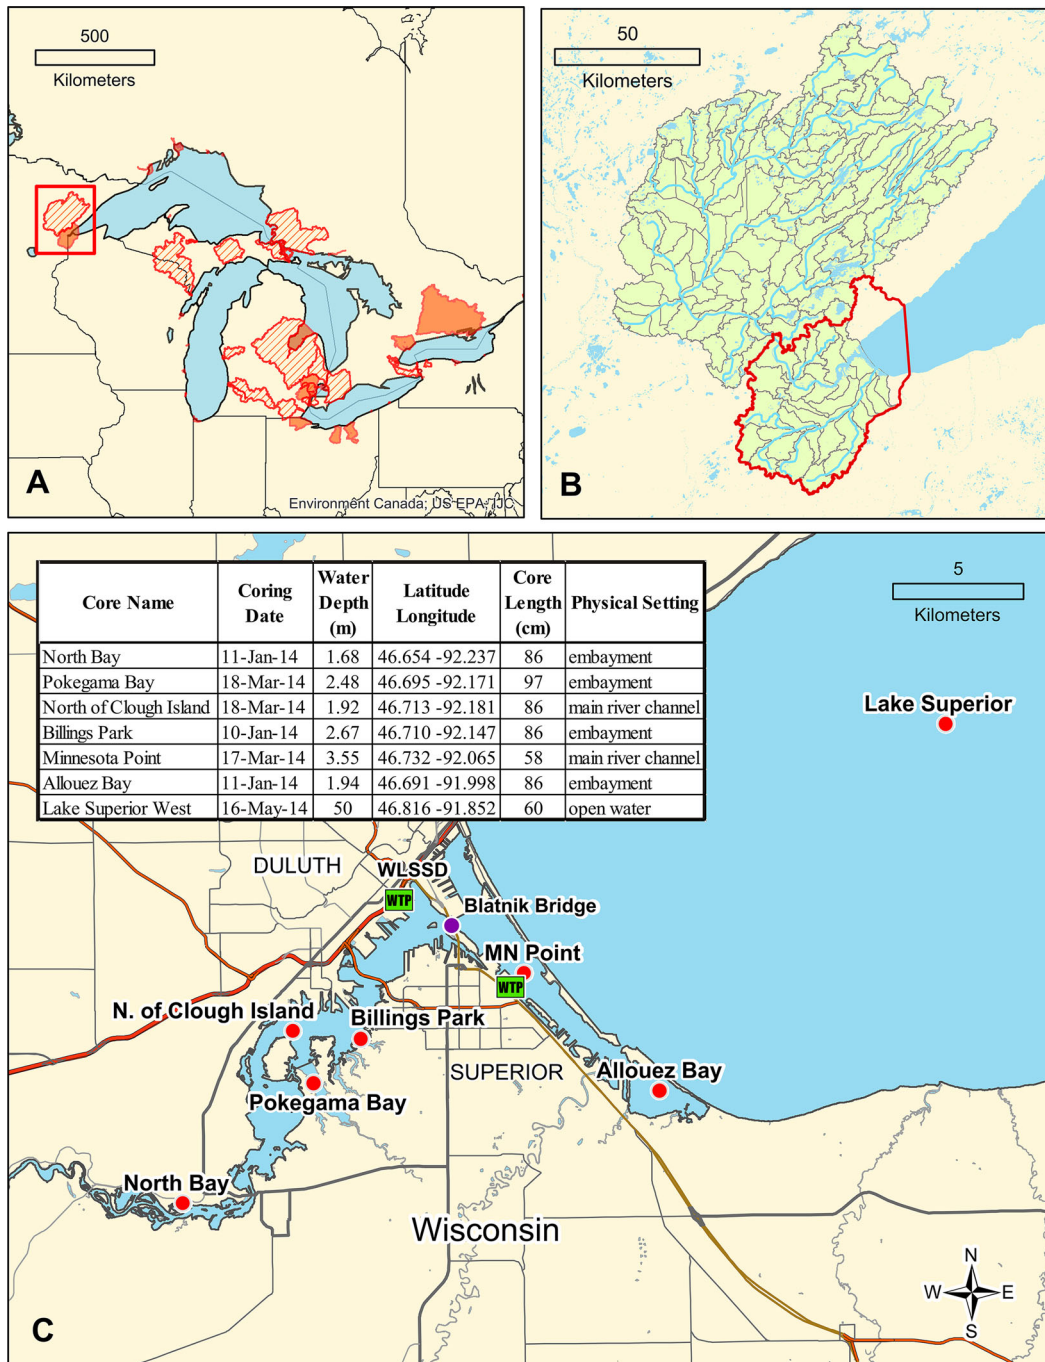 500
Kilometers
A
Environment Canada; US EPA; IJC
50
Kilometers
B
Core Name Coring Date Water Depth (m) Latitude Longitude Core Length (cm) Physical Setting
North Bay 11-Jan-14 1.68 46.654 -92.237 86 embayment
Pokegama Bay 18-Mar-14 2.48 46.695 -92.171 97 embayment
North of Clough Island 18-Mar-14 1.92 46.713 -92.181 86 main river channel
Billings Park 10-Jan-14 2.67 46.710 -92.147 86 embayment
Minnesota Point 17-Mar-14 3.55 46.732 -92.065 58 main river channel
Allouez Bay 11-Jan-14 1.94 46.691 -91.998 86 embayment
Lake Superior West 16-May-14 50 46.816 -91.852 60 open water
5
Kilometers
Lake Superior
DULUTH
WLSSD
WTP
Blatnik Bridge
MN Point
WTP
N. of Clough Island
Billings Park
SUPERIOR
Allouez Bay
Pokegama Bay
North Bay
Wisconsin
N
W E
S
C